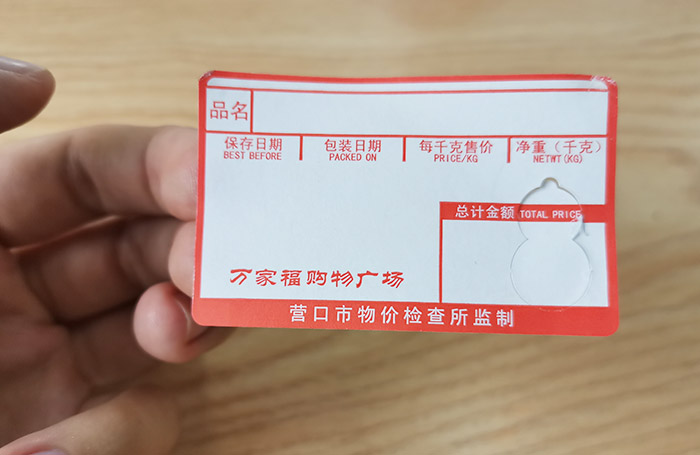 品名
保存日期 包装日期 每千克售价 净重（千克）
BEST BEFORE PACKED ON PRICE/KG NETWT(KG)
总计金额 TOTAL PRICE
万家福购物广场
营口市物价检查所监制